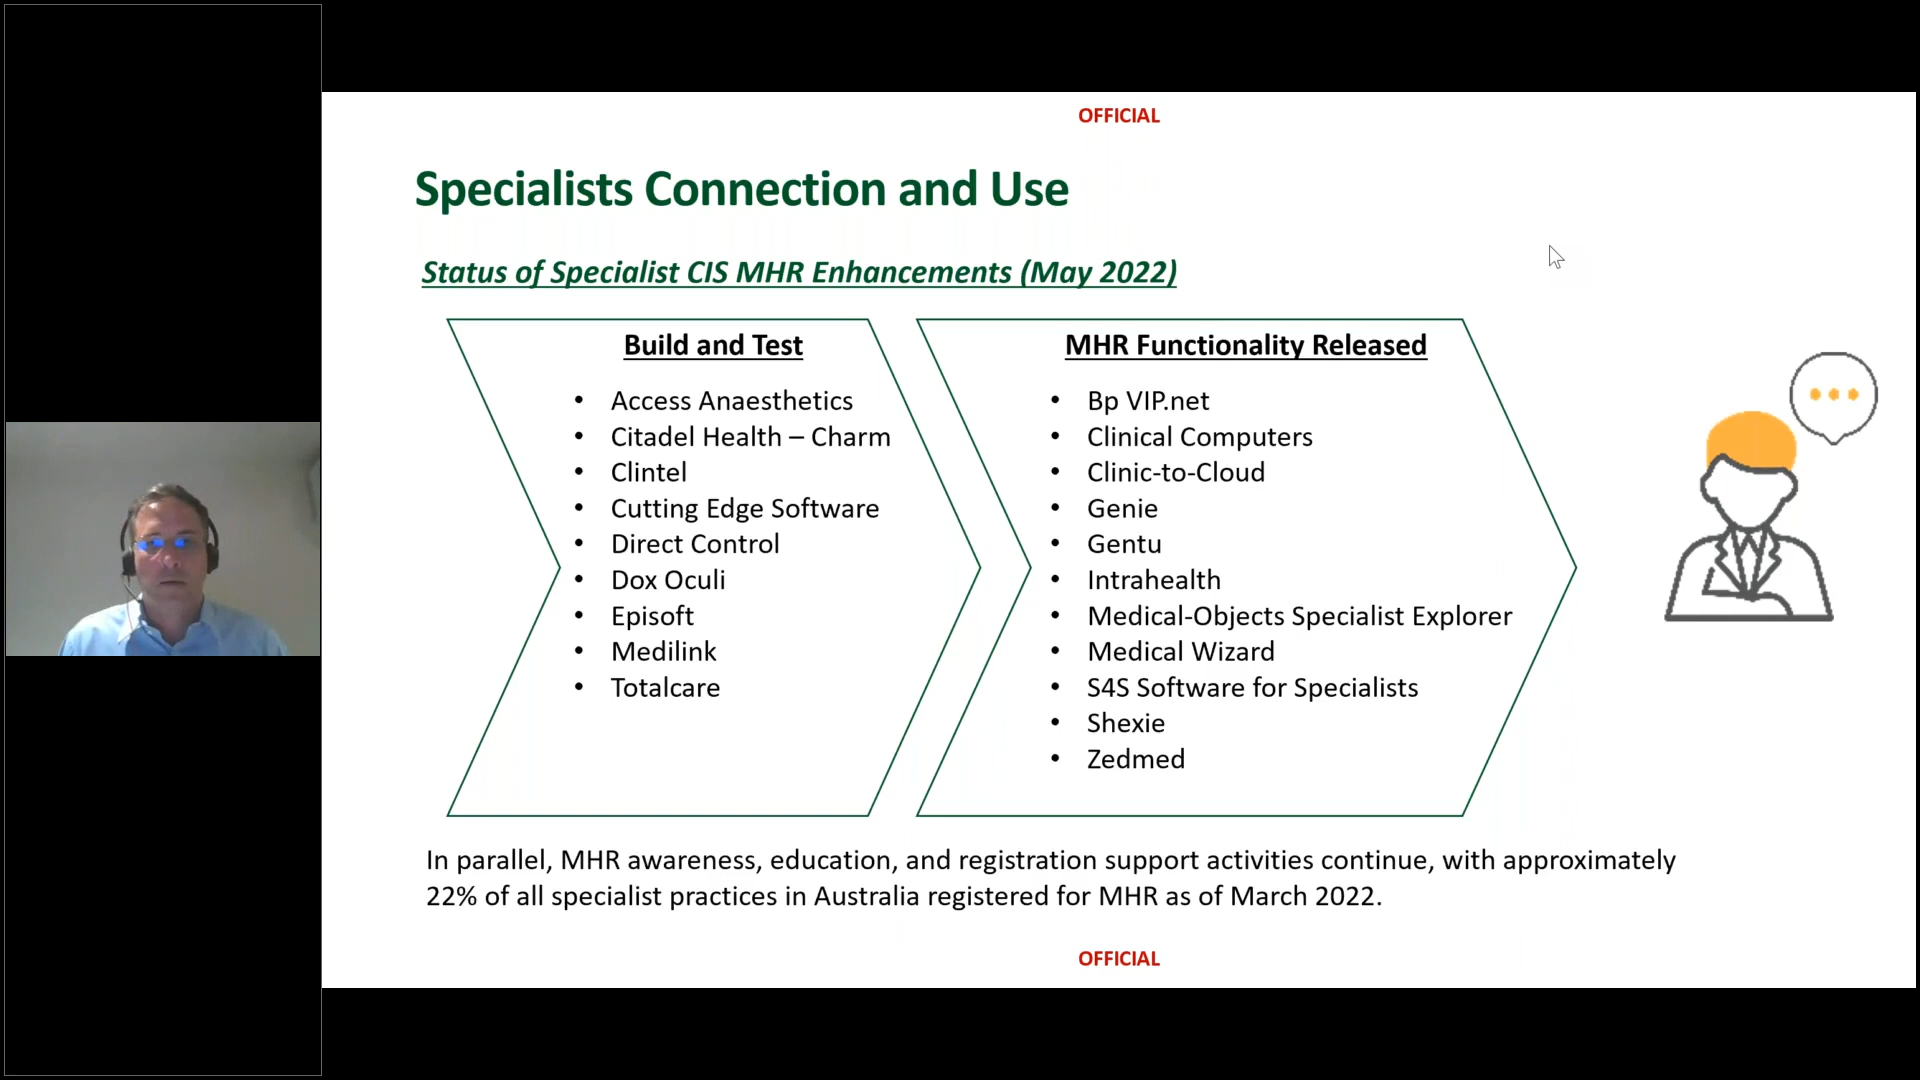 OFFICIAL
Specialists Connection and Use
Status of Specialist CIS MHR Enhancements (May 2022)
Build and Test
• Access Anaesthetics
• Citadel Health – Charm
• Clintel
• Cutting Edge Software
• Direct Control
• Dox Oculi
• Episoft
• Medilink
• Totalcare
MHR Functionality Released
• Bp VIP.net
• Clinical Computers
• Clinic-to-Cloud
• Genie
• Gentu
• Intrahealth
• Medical-Objects Specialist Explorer
• Medical Wizard
• S4S Software for Specialists
• Shexie
• Zedmed
In parallel, MHR awareness, education, and registration support activities continue, with approximately
22% of all specialist practices in Australia registered for MHR as of March 2022.
OFFICIAL